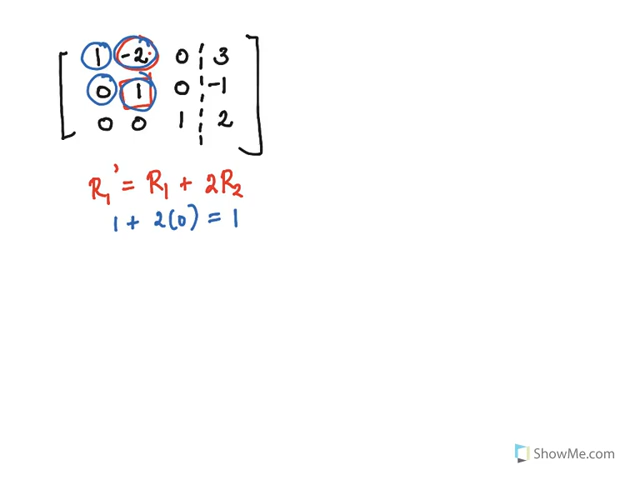 1 -2 0 3
0 1 0 -1
0 0 1 2
R₁' = R₁ + 2R₂
1 + 2(0) = 1
ShowMe.com